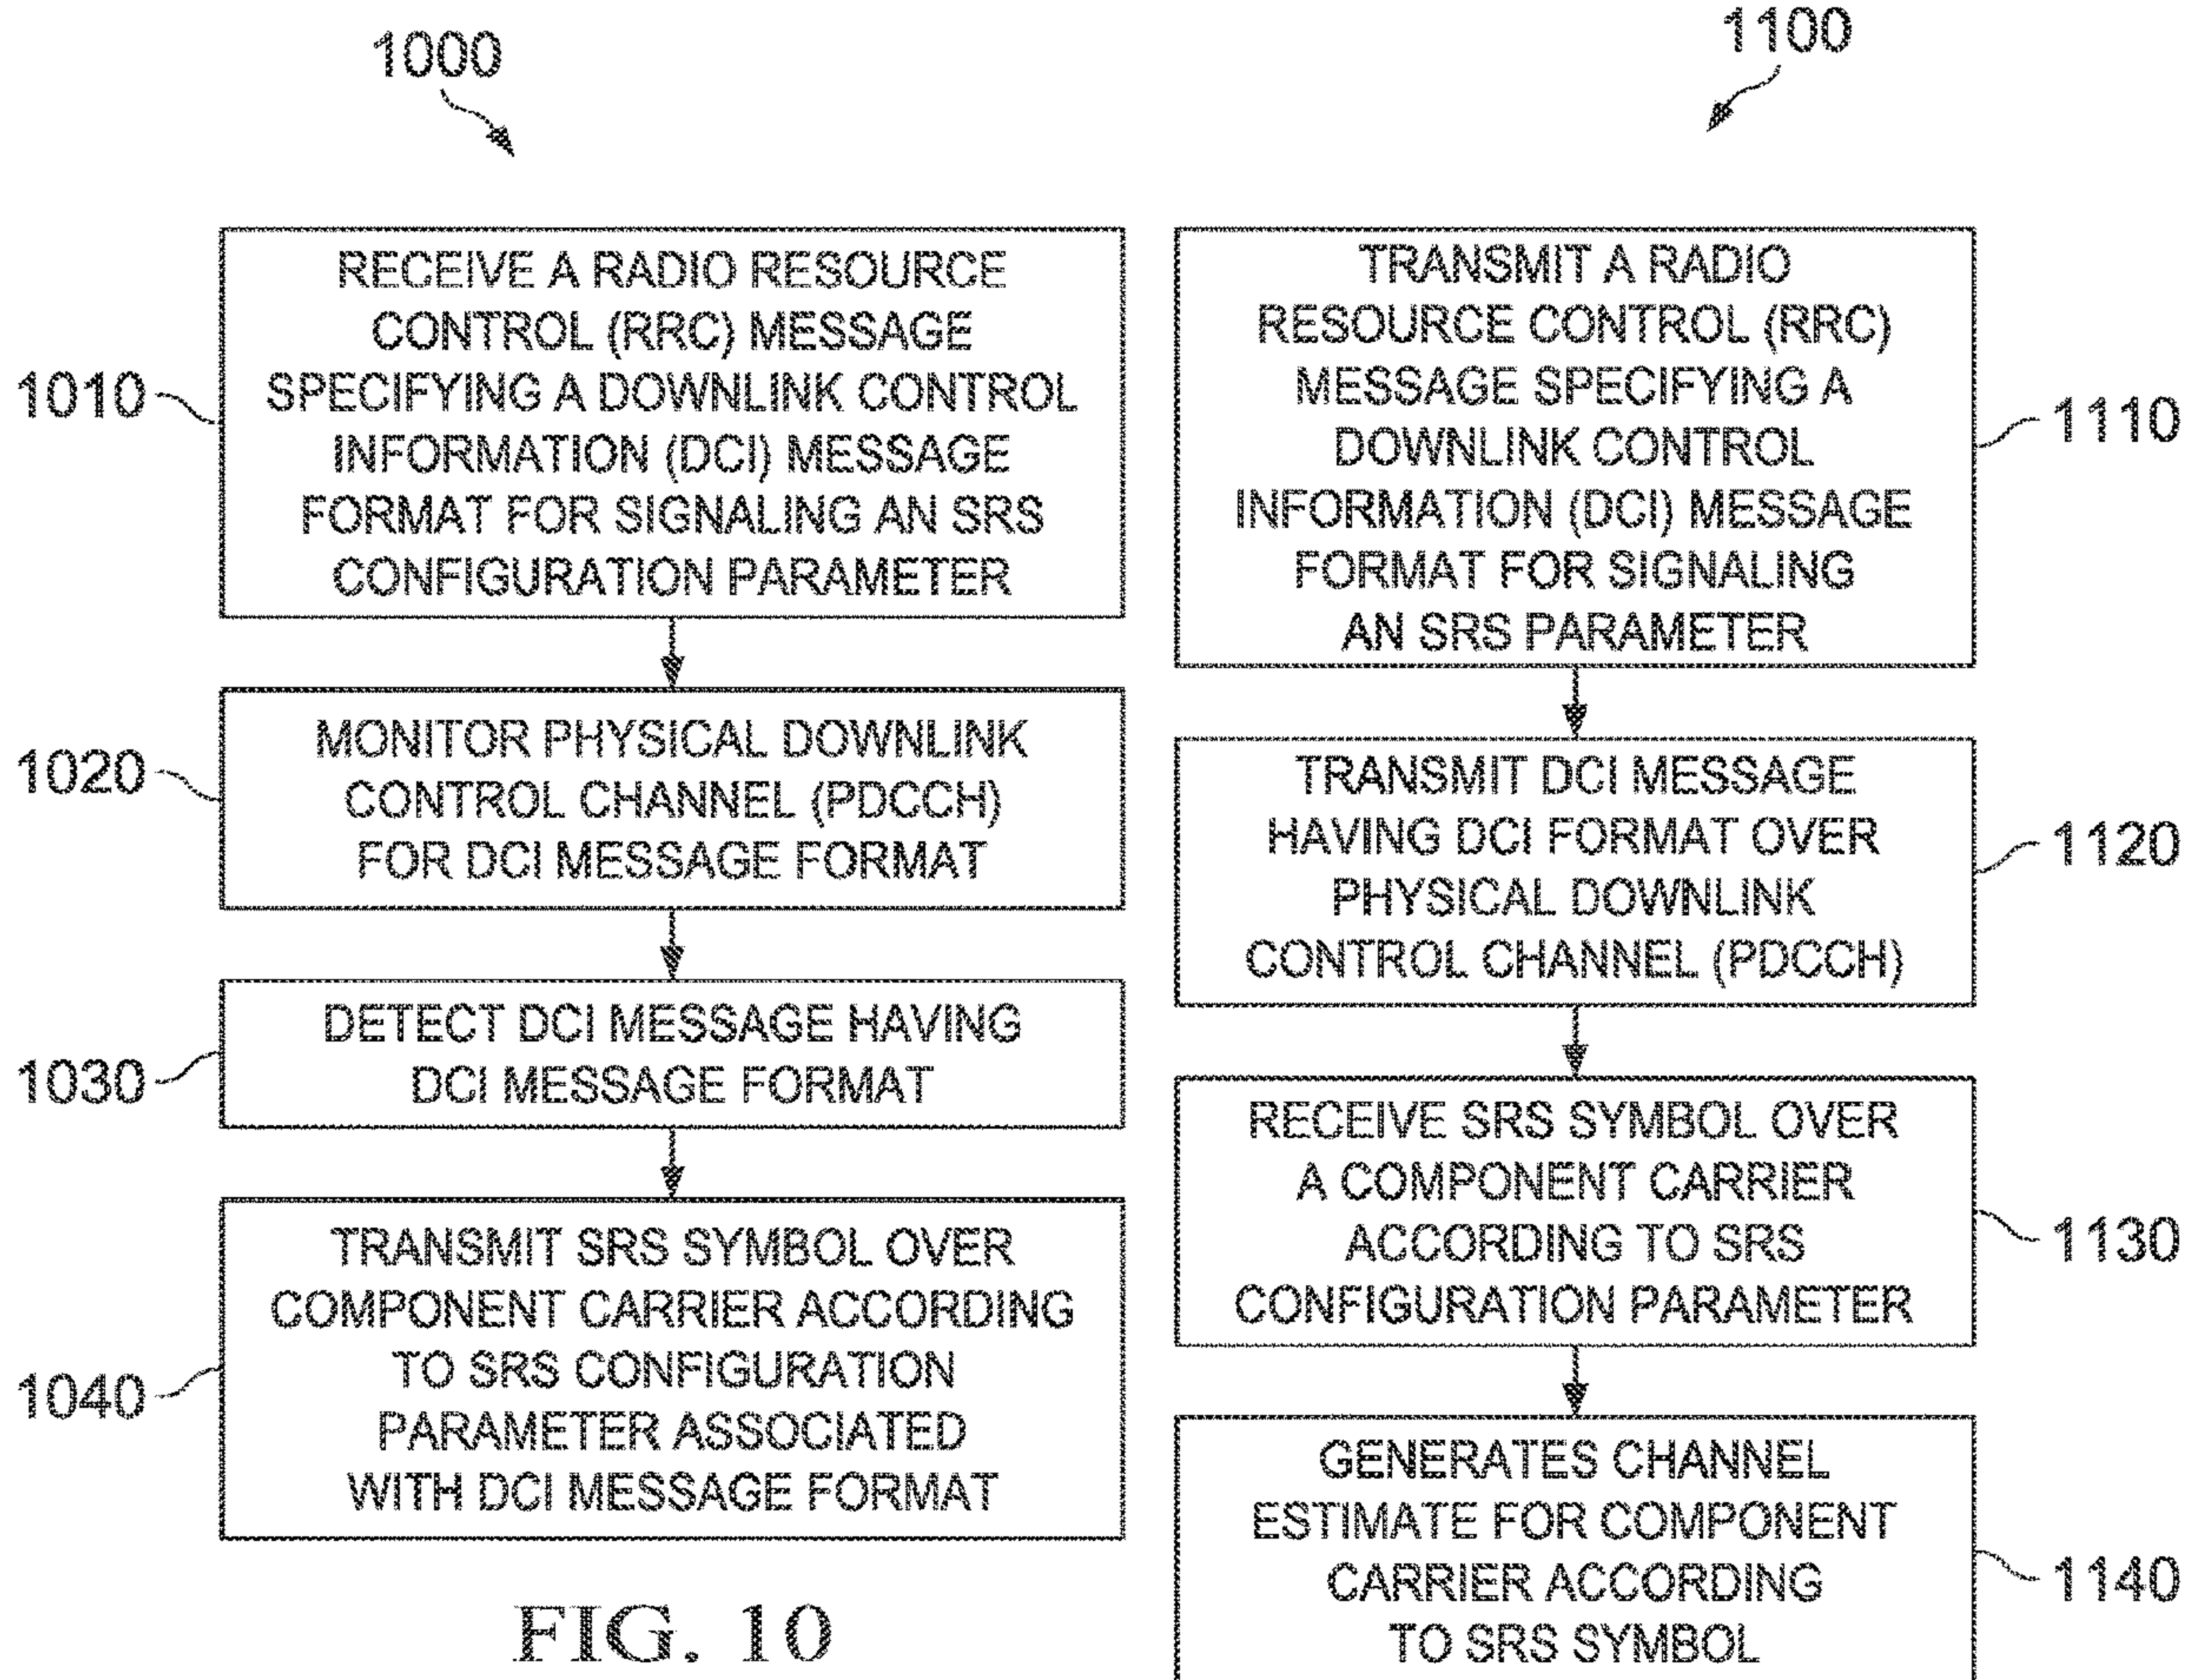 1000
1010
RECEIVE A RADIO RESOURCE
CONTROL (RRC) MESSAGE
SPECIFYING A DOWNLINK CONTROL
INFORMATION (DCI) MESSAGE
FORMAT FOR SIGNALING AN SRS
CONFIGURATION PARAMETER
1020
MONITOR PHYSICAL DOWNLINK
CONTROL CHANNEL (PDCCH)
FOR DCI MESSAGE FORMAT
1030
DETECT DCI MESSAGE HAVING
DCI MESSAGE FORMAT
1040
TRANSMIT SRS SYMBOL OVER
COMPONENT CARRIER ACCORDING
TO SRS CONFIGURATION
PARAMETER ASSOCIATED
WITH DCI MESSAGE FORMAT
FIG. 10
1100
TRANSMIT A RADIO
RESOURCE CONTROL (RRC)
MESSAGE SPECIFYING A
DOWNLINK CONTROL
INFORMATION (DCI) MESSAGE
FORMAT FOR SIGNALING
AN SRS PARAMETER
1110
TRANSMIT DCI MESSAGE
HAVING DCI FORMAT OVER
PHYSICAL DOWNLINK
CONTROL CHANNEL (PDCCH)
1120
RECEIVE SRS SYMBOL OVER
A COMPONENT CARRIER
ACCORDING TO SRS
CONFIGURATION PARAMETER
1130
GENERATES CHANNEL
ESTIMATE FOR COMPONENT
CARRIER ACCORDING
TO SRS SYMBOL
1140